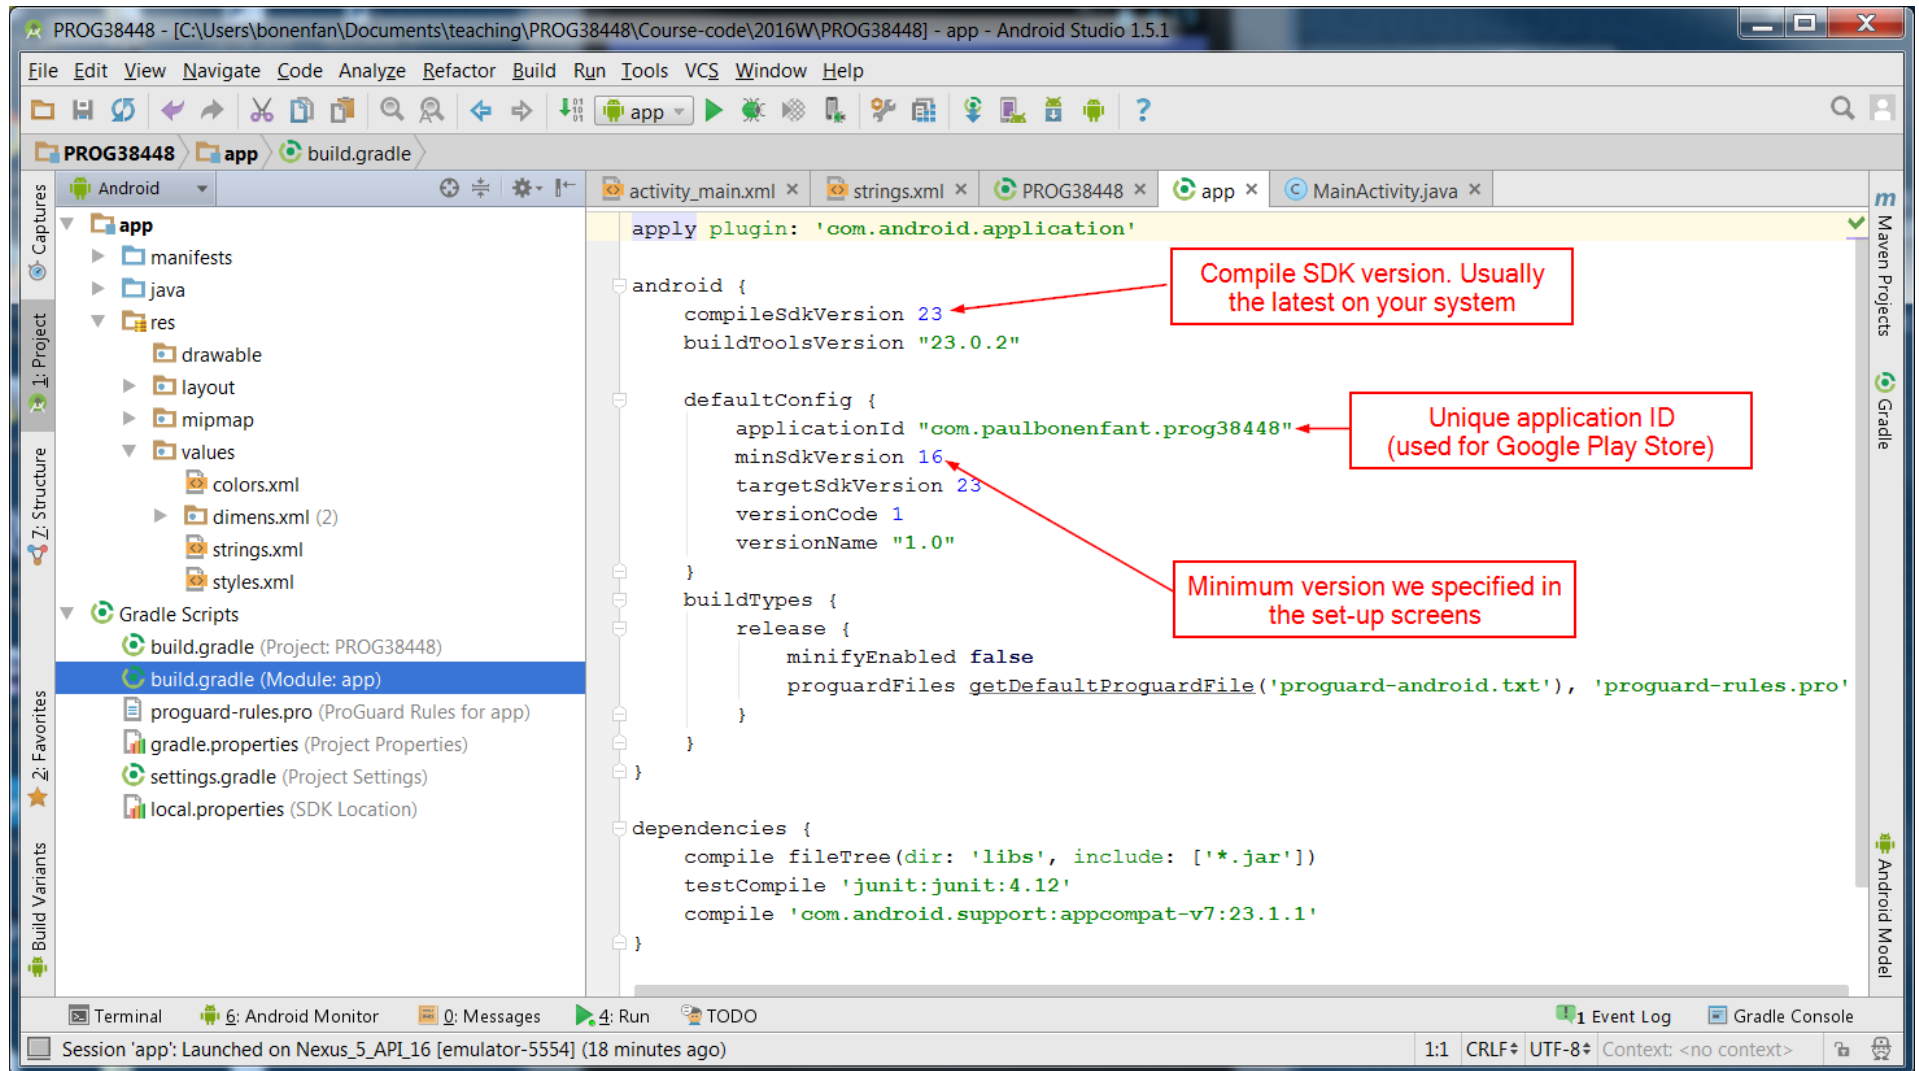 PROG38448 - [C:\Users\bonenfan\Documents\teaching\PROG38448\Course-code\2016W\PROG38448] - app - Android Studio 1.5.1
File Edit View Navigate Code Analyze Refactor Build Run Tools VCS Window Help
app
PROG38448 app build.gradle
Captures
1: Project
7: Structure
2: Favorites
Build Variants
Android
app
manifests
java
res
drawable
layout
mipmap
values
colors.xml
dimens.xml (2)
strings.xml
styles.xml
Gradle Scripts
build.gradle (Project: PROG38448)
build.gradle (Module: app)
proguard-rules.pro (ProGuard Rules for app)
gradle.properties (Project Properties)
settings.gradle (Project Settings)
local.properties (SDK Location)
activity_main.xml strings.xml PROG38448 app MainActivity.java
apply plugin: 'com.android.application'
android {
compileSdkVersion 23
buildToolsVersion "23.0.2"
defaultConfig {
applicationId "com.paulbonenfant.prog38448"
minSdkVersion 16
targetSdkVersion 23
versionCode 1
versionName "1.0"
}
buildTypes {
release {
minifyEnabled false
proguardFiles getDefaultProguardFile('proguard-android.txt'), 'proguard-rules.pro'
}
}
}
dependencies {
compile fileTree(dir: 'libs', include: ['*.jar'])
testCompile 'junit:junit:4.12'
compile 'com.android.support:appcompat-v7:23.1.1'
}
Compile SDK version. Usually
the latest on your system
Unique application ID
(used for Google Play Store)
Minimum version we specified in
the set-up screens
m Maven Projects
Gradle
Android Model
Terminal 6: Android Monitor 0: Messages 4: Run TODO 1 Event Log Gradle Console
Session 'app': Launched on Nexus_5_API_16 [emulator-5554] (18 minutes ago) 1:1 CRLF UTF-8 Context: <no context>